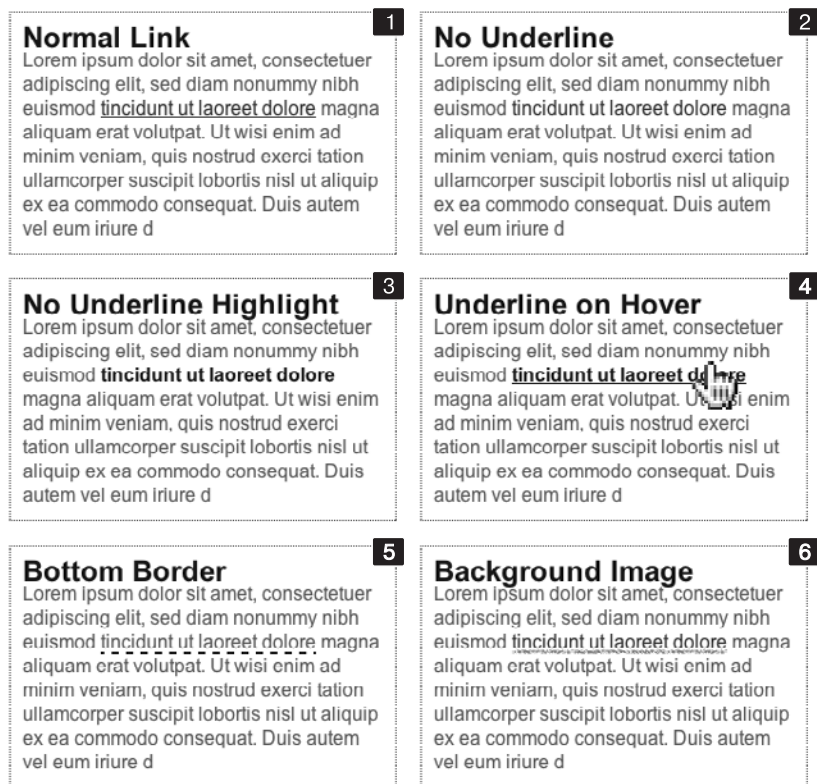 1
Normal Link
Lorem ipsum dolor sit amet, consectetuer
adipiscing elit, sed diam nonummy nibh
euismod tincidunt ut laoreet dolore magna
aliquam erat volutpat. Ut wisi enim ad
minim veniam, quis nostrud exerci tation
ullamcorper suscipit lobortis nisl ut aliquip
ex ea commodo consequat. Duis autem
vel eum iriure d
2
No Underline
Lorem ipsum dolor sit amet, consectetuer
adipiscing elit, sed diam nonummy nibh
euismod tincidunt ut laoreet dolore magna
aliquam erat volutpat. Ut wisi enim ad
minim veniam, quis nostrud exerci tation
ullamcorper suscipit lobortis nisl ut aliquip
ex ea commodo consequat. Duis autem
vel eum iriure d
3
No Underline Highlight
Lorem ipsum dolor sit amet, consectetuer
adipiscing elit, sed diam nonummy nibh
euismod tincidunt ut laoreet dolore
magna aliquam erat volutpat. Ut wisi enim
ad minim veniam, quis nostrud exerci
tation ullamcorper suscipit lobortis nisl ut
aliquip ex ea commodo consequat. Duis
autem vel eum iriure d
4
Underline on Hover
Lorem ipsum dolor sit amet, consectetuer
adipiscing elit, sed diam nonummy nibh
euismod tincidunt ut laoreet dolore
magna aliquam erat volutpat. Ut wisi enim
ad minim veniam, quis nostrud exerci
tation ullamcorper suscipit lobortis nisl ut
aliquip ex ea commodo consequat. Duis
autem vel eum iriure d
5
Bottom Border
Lorem ipsum dolor sit amet, consectetuer
adipiscing elit, sed diam nonummy nibh
euismod tincidunt ut laoreet dolore magna
aliquam erat volutpat. Ut wisi enim ad
minim veniam, quis nostrud exerci tation
ullamcorper suscipit lobortis nisl ut aliquip
ex ea commodo consequat. Duis autem
vel eum iriure d
6
Background Image
Lorem ipsum dolor sit amet, consectetuer
adipiscing elit, sed diam nonummy nibh
euismod tincidunt ut laoreet dolore magna
aliquam erat volutpat. Ut wisi enim ad
minim veniam, quis nostrud exerci tation
ullamcorper suscipit lobortis nisl ut aliquip
ex ea commodo consequat. Duis autem
vel eum iriure d